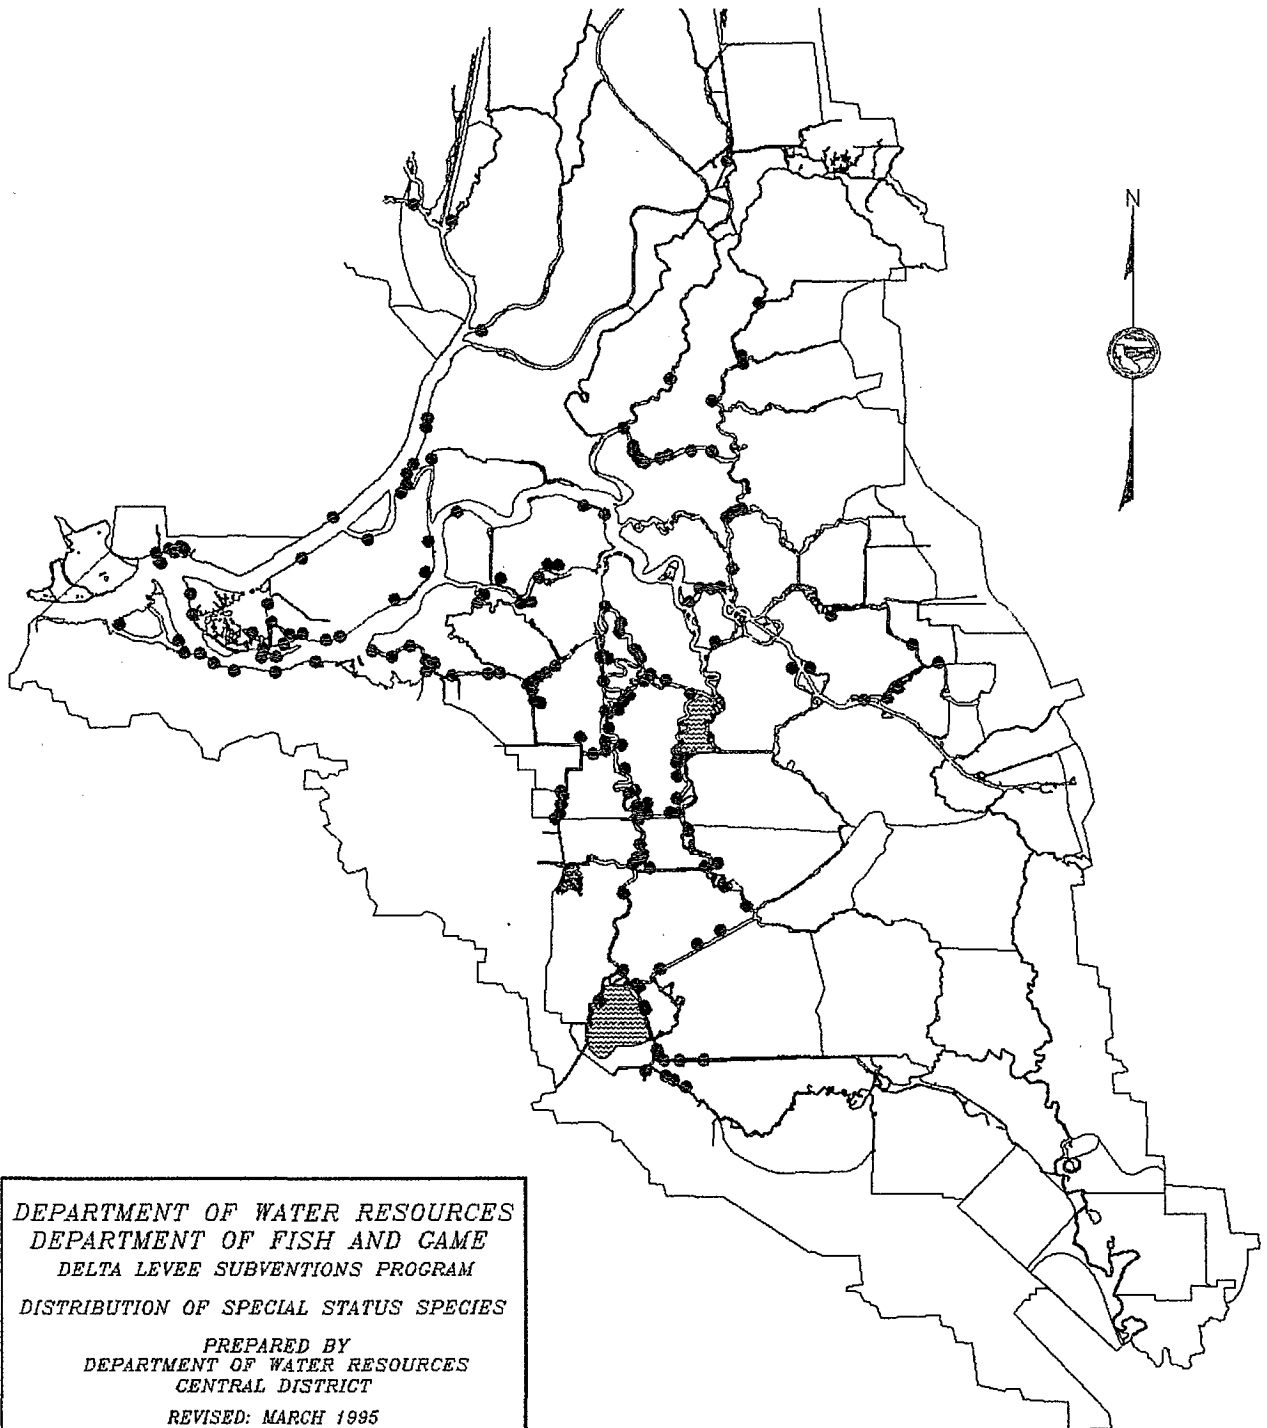 N
DEPARTMENT OF WATER RESOURCES
DEPARTMENT OF FISH AND GAME
DELTA LEVEE SUBVENTIONS PROGRAM
DISTRIBUTION OF SPECIAL STATUS SPECIES
PREPARED BY
DEPARTMENT OF WATER RESOURCES
CENTRAL DISTRICT
REVISED: MARCH 1995